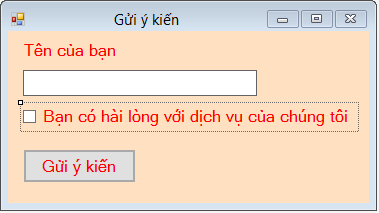 Gửi ý kiến
Tên của bạn
Bạn có hài lòng với dịch vụ của chúng tôi
Gửi ý kiến